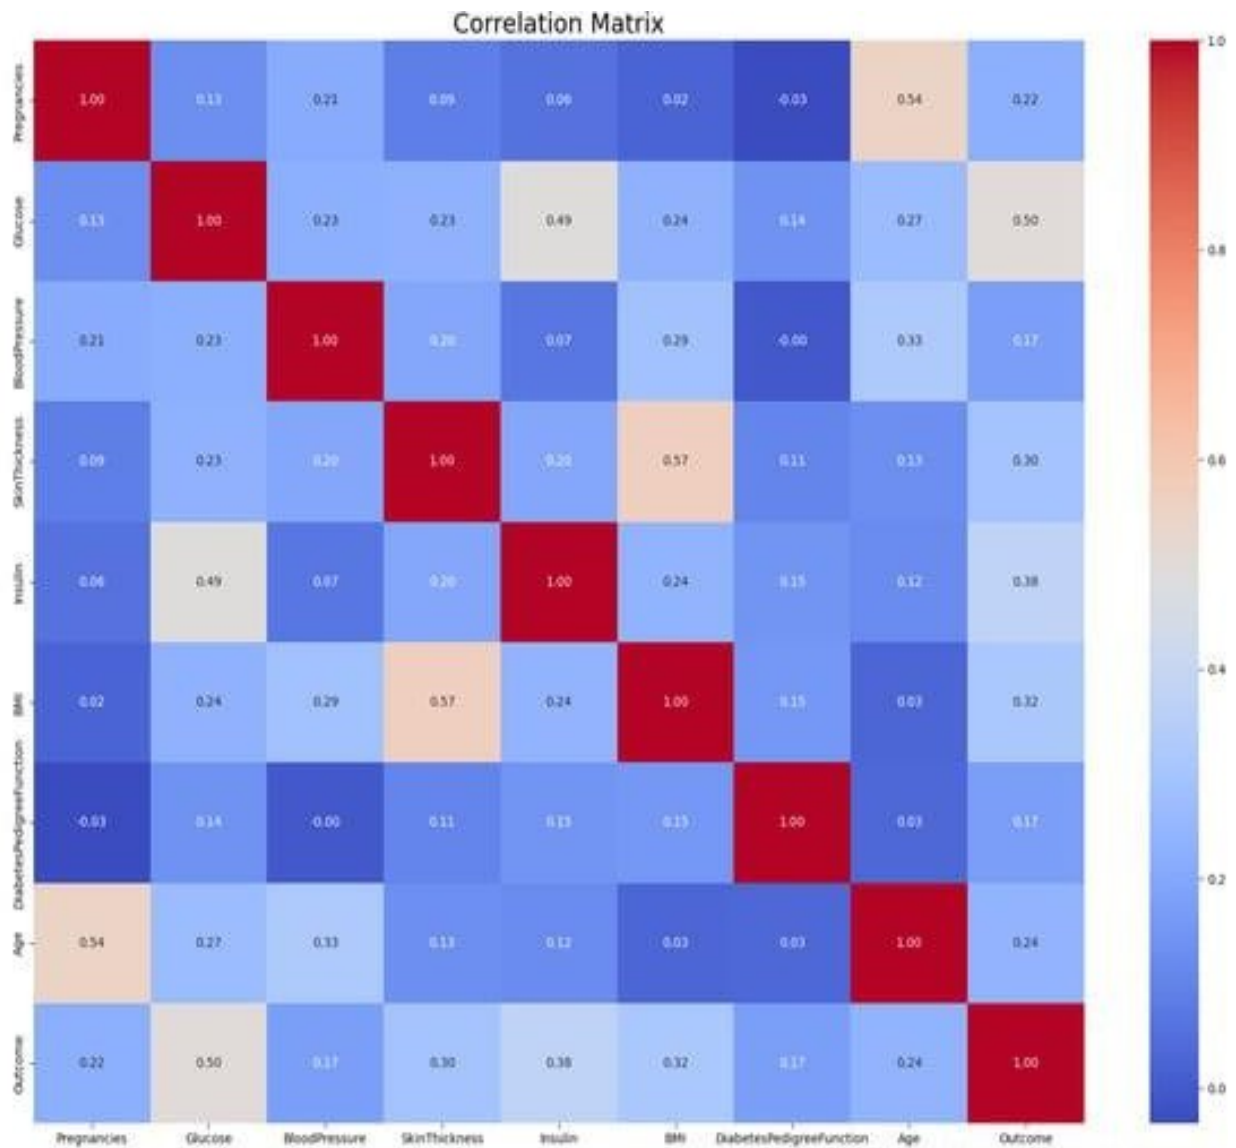 Correlation Matrix
Pregnancies 1.00 0.13 0.21 0.09 0.06 0.02 -0.03 0.54 0.22
Glucose 0.13 1.00 0.23 0.23 0.49 0.24 0.14 0.27 0.50
BloodPressure 0.21 0.23 1.00 0.20 0.07 0.29 -0.00 0.33 0.17
SkinThickness 0.09 0.23 0.20 1.00 0.20 0.57 0.11 0.13 0.30
Insulin 0.06 0.49 0.07 0.20 1.00 0.24 0.15 0.12 0.38
BMI 0.02 0.24 0.29 0.57 0.24 1.00 0.15 0.03 0.32
DiabetesPedigreeFunction -0.03 0.14 -0.00 0.11 0.15 0.15 1.00 0.03 0.17
Age 0.54 0.27 0.33 0.13 0.12 0.03 0.03 1.00 0.24
Outcome 0.22 0.50 0.17 0.30 0.38 0.32 0.17 0.24 1.00
Pregnancies Glucose BloodPressure SkinThickness Insulin BMI DiabetesPedigreeFunction Age Outcome
1.0
0.8
0.6
0.4
0.2
0.0